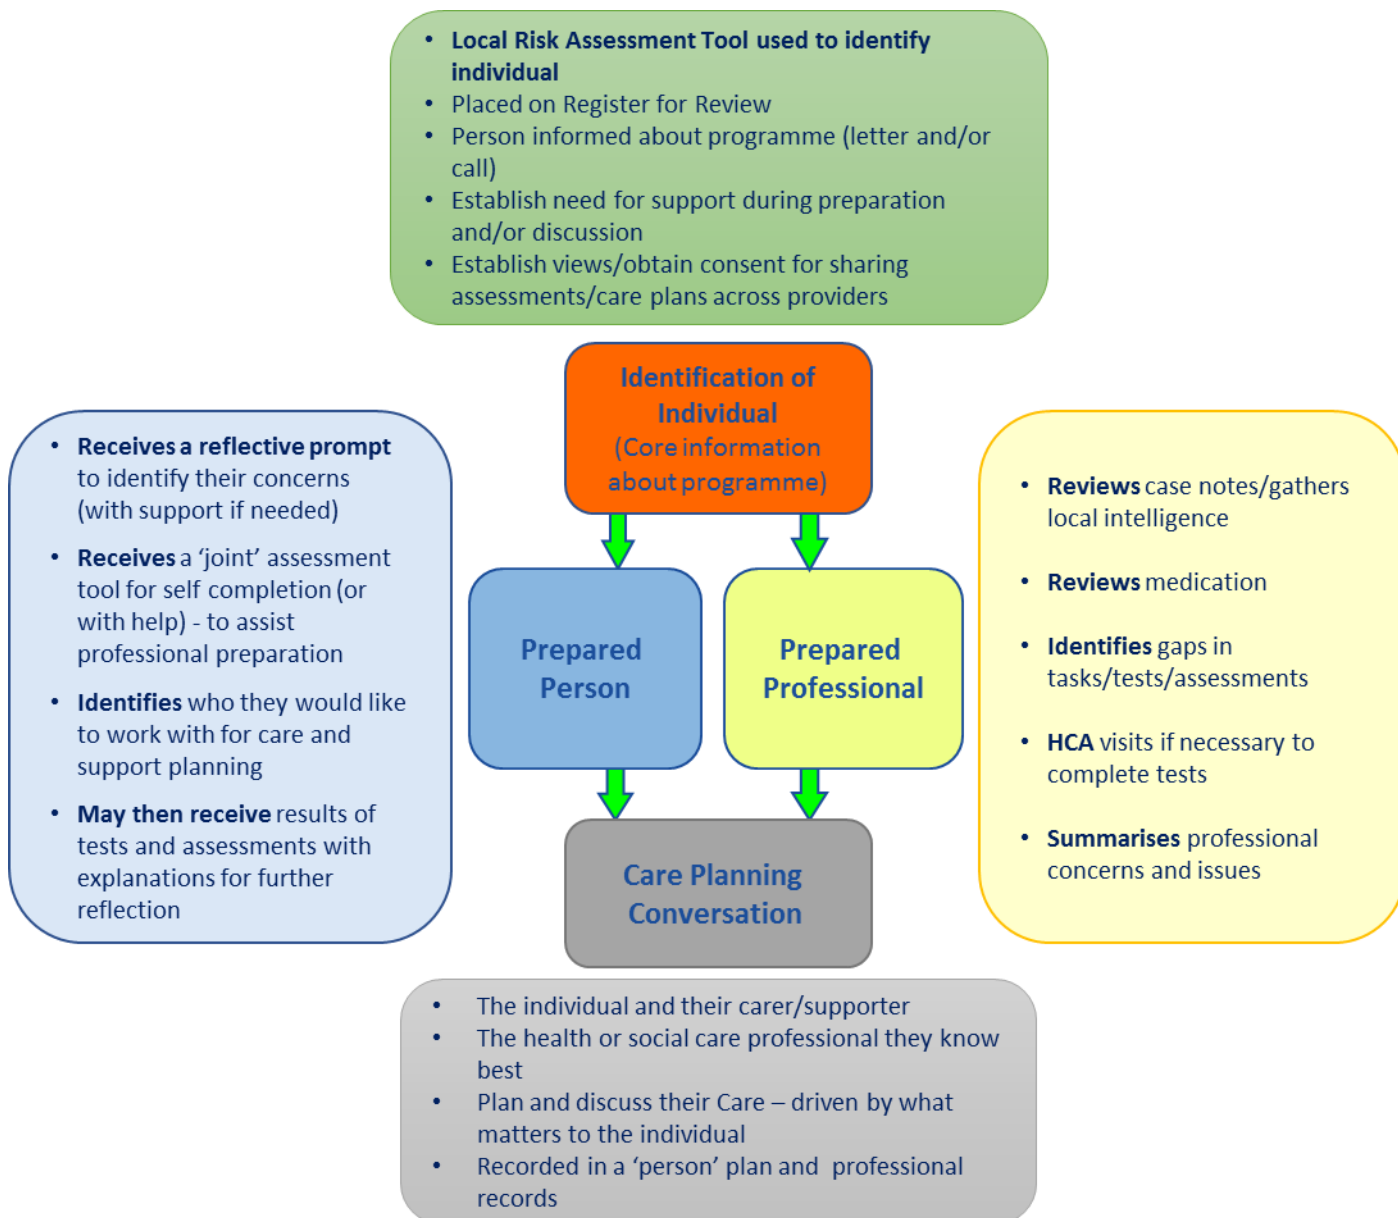 • Local Risk Assessment Tool used to identify
individual
• Placed on Register for Review
• Person informed about programme (letter and/or
call)
• Establish need for support during preparation
and/or discussion
• Establish views/obtain consent for sharing
assessments/care plans across providers
Identification of
Individual
(Core information
about programme)
• Receives a reflective prompt
to identify their concerns
(with support if needed)
• Receives a ‘joint’ assessment
tool for self completion (or
with help) - to assist
professional preparation
• Identifies who they would like
to work with for care and
support planning
• May then receive results of
tests and assessments with
explanations for further
reflection
Prepared
Person
Prepared
Professional
• Reviews case notes/gathers
local intelligence
• Reviews medication
• Identifies gaps in
tasks/tests/assessments
• HCA visits if necessary to
complete tests
• Summarises professional
concerns and issues
Care Planning
Conversation
• The individual and their carer/supporter
• The health or social care professional they know
best
• Plan and discuss their Care – driven by what
matters to the individual
• Recorded in a ‘person’ plan and professional
records